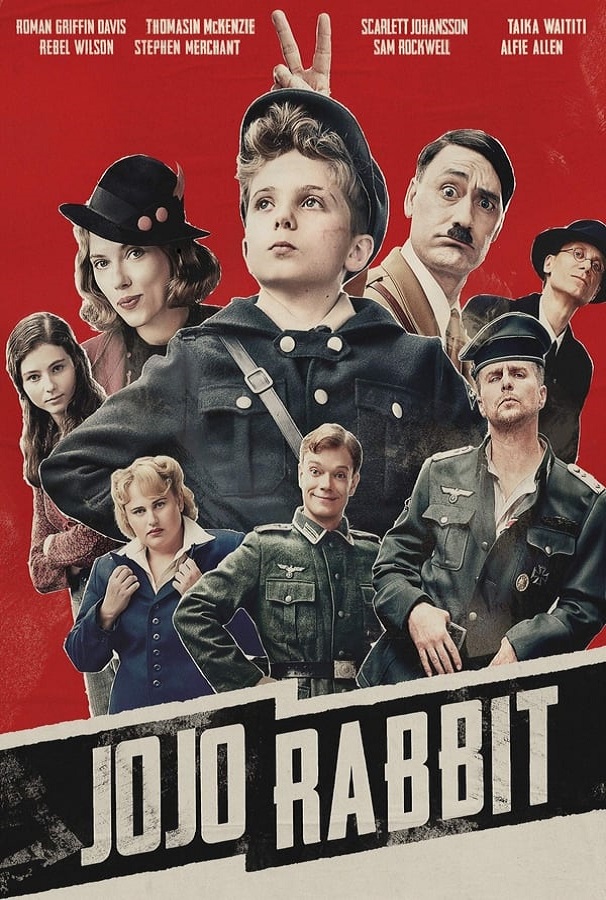 ROMAN GRIFFIN DAVIS THOMASIN McKENZIE SCARLETT JOHANSSON TAIKA WAITITI
REBEL WILSON STEPHEN MERCHANT SAM ROCKWELL ALFIE ALLEN
JOJO RABBIT